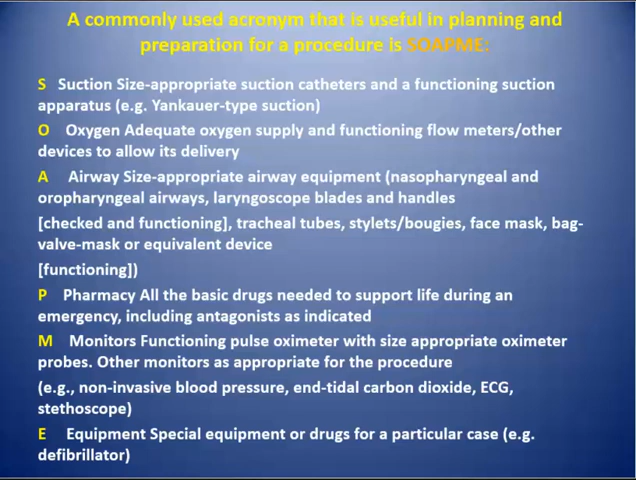 A commonly used acronym that is useful in planning and
preparation for a procedure is SOAPME:
S Suction Size-appropriate suction catheters and a functioning suction
apparatus (e.g. Yankauer-type suction)
O Oxygen Adequate oxygen supply and functioning flow meters/other
devices to allow its delivery
A Airway Size-appropriate airway equipment (nasopharyngeal and
oropharyngeal airways, laryngoscope blades and handles
[checked and functioning], tracheal tubes, stylets/bougies, face mask, bag-
valve-mask or equivalent device
[functioning])
P Pharmacy All the basic drugs needed to support life during an
emergency, including antagonists as indicated
M Monitors Functioning pulse oximeter with size appropriate oximeter
probes. Other monitors as appropriate for the procedure
(e.g., non-invasive blood pressure, end-tidal carbon dioxide, ECG,
stethoscope)
E Equipment Special equipment or drugs for a particular case (e.g.
defibrillator)